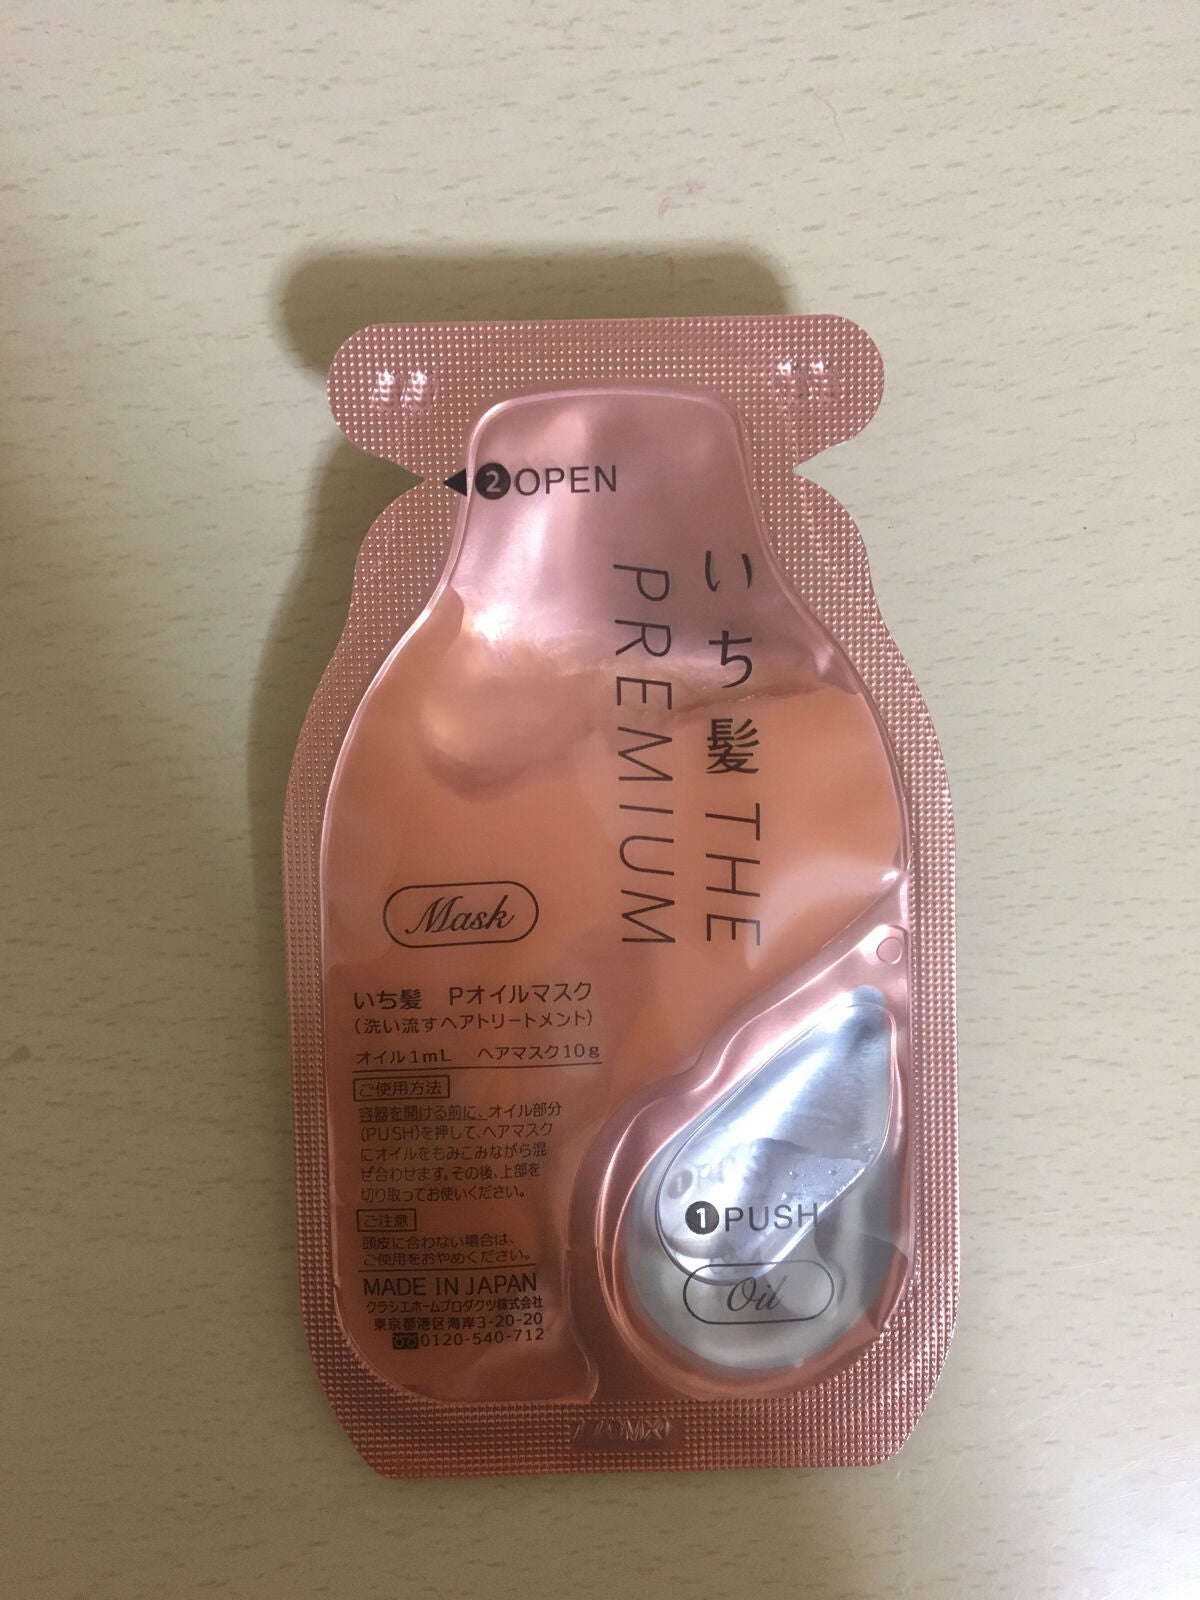 ◀❷OPEN
いち髪 THE
PREMIUM
Mask
いち髪 Pオイルマスク
(洗い流すヘアトリートメント)
オイル1mL ヘアマスク10g
ご使用方法
容器を開ける前に、オイル部分
(PUSH)を押して、ヘアマスク
にオイルをもみこみながら混
ぜ合わせます。その後、上部を
切り取ってお使いください。
ご注意
頭皮に合わない場合は、
ご使用をおやめください。
MADE IN JAPAN
クラシエホームプロダクツ株式会社
東京都港区海岸3-20-20
0120-540-712
❶PUSH
Oil